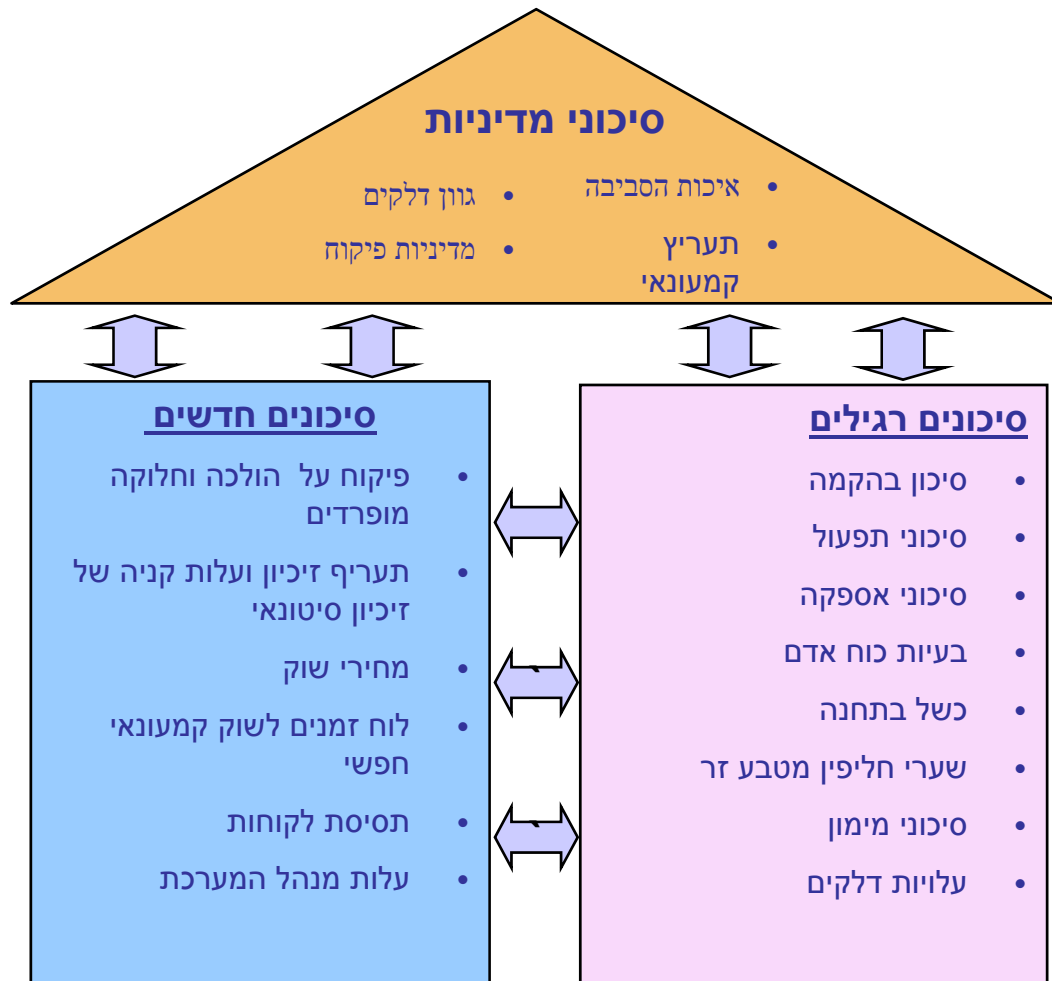 סיכוני מדיניות
• איכות הסביבה
• תעריץ
קמעונאי
• גוון דלקים
• מדיניות פיקוח
סיכונים רגילים
• סיכון בהקמה
• סיכוני תפעול
• סיכוני אספקה
• בעיות כוח אדם
• כשל בתחנה
• שערי חליפין מטבע זר
• סיכוני מימון
• עלויות דלקים
סיכונים חדשים
• פיקוח על הולכה וחלוקה
מופרדים
• תעריף זיכיון ועלות קניה של
זיכיון סיטונאי
• מחירי שוק
• לוח זמנים לשוק קמעונאי
חפשי
• תסיסת לקוחות
• עלות מנהל המערכת
`
`